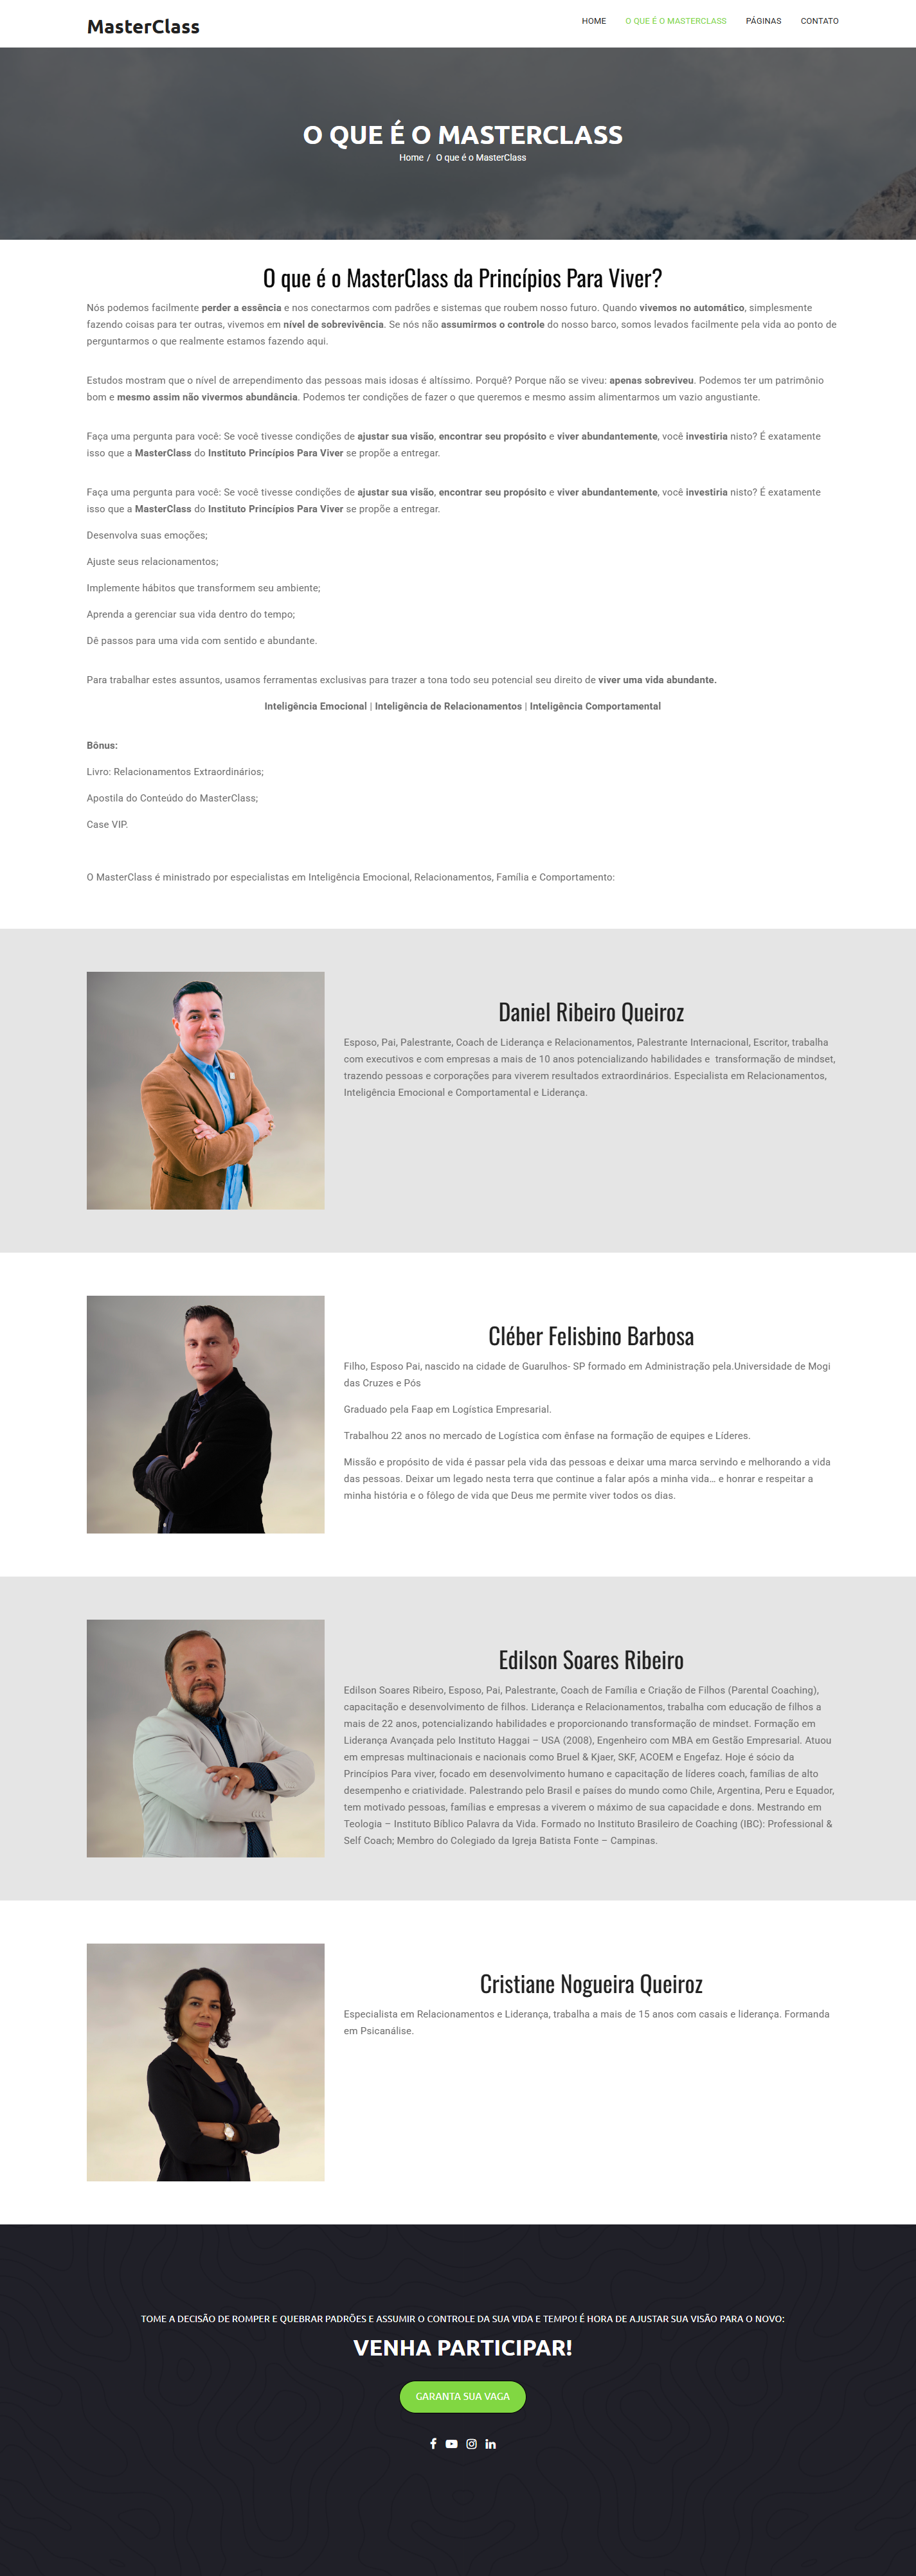 MasterClass
HOME O QUE É O MASTERCLASS PÁGINAS CONTATO
O QUE É O MASTERCLASS
Home / O que é o MasterClass
O que é o MasterClass da Princípios Para Viver?
Nós podemos facilmente perder a essência e nos conectarmos com padrões e sistemas que roubem nosso futuro. Quando vivemos no automático, simplesmente
fazendo coisas para ter outras, vivemos em nível de sobrevivência. Se nós não assumirmos o controle do nosso barco, somos levados facilmente pela vida ao ponto de
perguntarmos o que realmente estamos fazendo aqui.
Estudos mostram que o nível de arrependimento das pessoas mais idosas é altíssimo. Porquê? Porque não se viveu: apenas sobreviveu. Podemos ter um patrimônio
bom e mesmo assim não vivermos abundância. Podemos ter condições de fazer o que queremos e mesmo assim alimentarmos um vazio angustiante.
Faça uma pergunta para você: Se você tivesse condições de ajustar sua visão, encontrar seu propósito e viver abundantemente, você investiria nisto? É exatamente
isso que a MasterClass do Instituto Princípios Para Viver se propõe a entregar.
Faça uma pergunta para você: Se você tivesse condições de ajustar sua visão, encontrar seu propósito e viver abundantemente, você investiria nisto? É exatamente
isso que a MasterClass do Instituto Princípios Para Viver se propõe a entregar.
Desenvolva suas emoções;
Ajuste seus relacionamentos;
Implemente hábitos que transformem seu ambiente;
Aprenda a gerenciar sua vida dentro do tempo;
Dê passos para uma vida com sentido e abundante.
Para trabalhar estes assuntos, usamos ferramentas exclusivas para trazer a tona todo seu potencial seu direito de viver uma vida abundante.
Inteligência Emocional | Inteligência de Relacionamentos | Inteligência Comportamental
Bônus:
Livro: Relacionamentos Extraordinários;
Apostila do Conteúdo do MasterClass;
Case VIP.
O MasterClass é ministrado por especialistas em Inteligência Emocional, Relacionamentos, Família e Comportamento:
Daniel Ribeiro Queiroz
Esposo, Pai, Palestrante, Coach de Liderança e Relacionamentos, Palestrante Internacional, Escritor, trabalha
com executivos e com empresas a mais de 10 anos potencializando habilidades e transformação de mindset,
trazendo pessoas e corporações para viverem resultados extraordinários. Especialista em Relacionamentos,
Inteligência Emocional e Comportamental e Liderança.
Cléber Felisbino Barbosa
Filho, Esposo Pai, nascido na cidade de Guarulhos- SP formado em Administração pela.Universidade de Mogi
das Cruzes e Pós
Graduado pela Faap em Logística Empresarial.
Trabalhou 22 anos no mercado de Logística com ênfase na formação de equipes e Líderes.
Missão e propósito de vida é passar pela vida das pessoas e deixar uma marca servindo e melhorando a vida
das pessoas. Deixar um legado nesta terra que continue a falar após a minha vida... e honrar e respeitar a
minha história e o fôlego de vida que Deus me permite viver todos os dias.
Edilson Soares Ribeiro
Edilson Soares Ribeiro, Esposo, Pai, Palestrante, Coach de Família e Criação de Filhos (Parental Coaching),
capacitação e desenvolvimento de filhos. Liderança e Relacionamentos, trabalha com educação de filhos a
mais de 22 anos, potencializando habilidades e proporcionando transformação de mindset. Formação em
Liderança Avançada pelo Instituto Haggai – USA (2008), Engenheiro com MBA em Gestão Empresarial. Atuou
em empresas multinacionais e nacionais como Bruel & Kjaer, SKF, ACOEM e Engefaz. Hoje é sócio da
Princípios Para viver, focado em desenvolvimento humano e capacitação de líderes coach, famílias de alto
desempenho e criatividade. Palestrando pelo Brasil e países do mundo como Chile, Argentina, Peru e Equador,
tem motivado pessoas, famílias e empresas a viverem o máximo de sua capacidade e dons. Mestrando em
Teologia – Instituto Bíblico Palavra da Vida. Formado no Instituto Brasileiro de Coaching (IBC): Professional &
Self Coach; Membro do Colegiado da Igreja Batista Fonte – Campinas.
Cristiane Nogueira Queiroz
Especialista em Relacionamentos e Liderança, trabalha a mais de 15 anos com casais e liderança. Formanda
em Psicanálise.
TOME A DECISÃO DE ROMPER E QUEBRAR PADRÕES E ASSUMIR O CONTROLE DA SUA VIDA E TEMPO! É HORA DE AJUSTAR SUA VISÃO PARA O NOVO:
VENHA PARTICIPAR!
GARANTA SUA VAGA